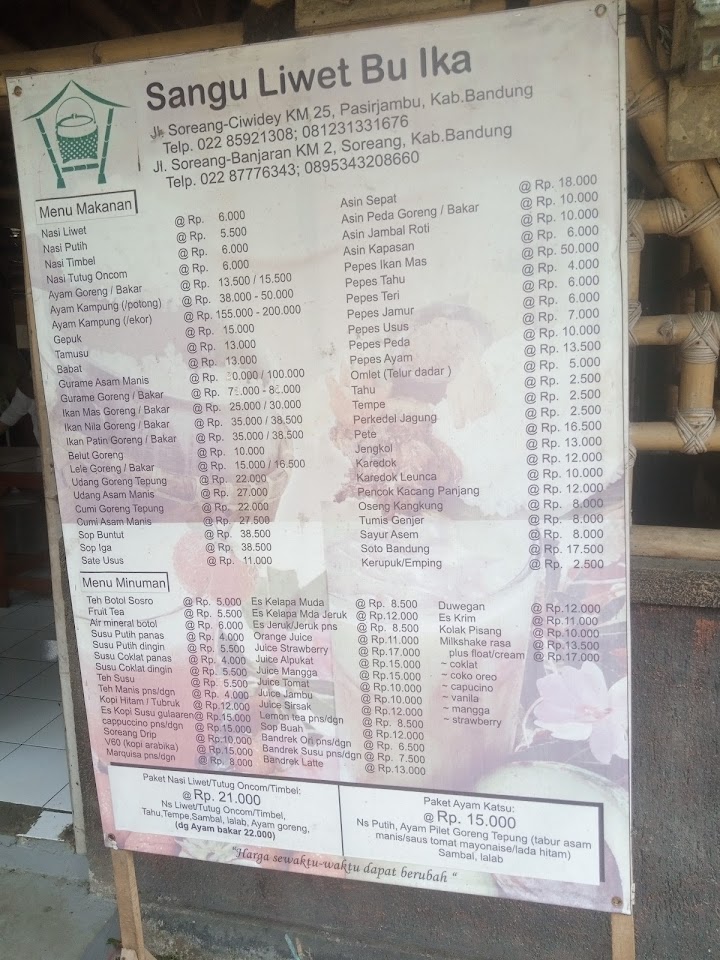 Sangu Liwet Bu Ika
Jl. Soreang-Ciwidey KM 25, Pasirjambu, Kab.Bandung
Telp. 022 85921308; 081231331676
Jl. Soreang-Banjaran KM 2, Soreang, Kab.Bandung
Telp. 022 87776343; 0895343208660
Menu Makanan
Nasi Liwet @ Rp. 6.000
Nasi Putih @ Rp. 5.500
Nasi Timbel @ Rp. 6.000
Nasi Tutug Oncom @ Rp. 6.000
Ayam Goreng / Bakar @ Rp. 13.500 / 15.500
Ayam Kampung (/potong) @ Rp. 38.000 - 50.000
Ayam Kampung (/ekor) @ Rp. 155.000 - 200.000
Gepuk @ Rp. 15.000
Tamusu @ Rp. 13.000
Babat @ Rp. 13.000
Gurame Asam Manis @ Rp. / 100.000
Gurame Goreng / Bakar @ Rp.
Ikan Mas Goreng / Bakar @ Rp. 25.000 / 30.000
Ikan Nila Goreng / Bakar @ Rp. 35.000 / 38.500
Ikan Patin Goreng / Bakar @ Rp. 35.000 / 38.500
Belut Goreng @ Rp. 10.000
Lele Goreng / Bakar @ Rp. 15.000 / 16.500
Udang Goreng Tepung @ Rp. 22.000
Udang Asam Manis @ Rp. 27.000
Cumi Goreng Tepung @ Rp. 22.000
Cumi Asam Manis @ Rp. 27.500
Sop Buntut @ Rp. 38.500
Sop Iga @ Rp. 38.500
Sate Usus @ Rp. 11.000
Asin Sepat @ Rp. 18.000
Asin Peda Goreng / Bakar @ Rp. 10.000
Asin Jambal Roti @ Rp. 10.000
Asin Kapasan @ Rp. 6.000
Pepes Ikan Mas @ Rp. 50.000
Pepes Tahu @ Rp. 4.000
Pepes Teri @ Rp. 6.000
Pepes Jamur @ Rp. 6.000
Pepes Usus @ Rp. 7.000
Pepes Peda @ Rp. 10.000
Pepes Ayam @ Rp. 13.500
Omlet (Telur dadar ) @ Rp. 5.000
Tahu @ Rp. 2.500
Tempe @ Rp. 2.500
Perkedel Jagung @ Rp. 2.500
Pete @ Rp. 16.500
Jengkol @ Rp. 13.000
Karedok @ Rp. 12.000
Karedok Leunca @ Rp. 10.000
Pencok Kacang Panjang @ Rp. 12.000
Oseng Kangkung @ Rp. 8.000
Tumis Genjer @ Rp. 8.000
Sayur Asem @ Rp. 8.000
Soto Bandung @ Rp. 17.500
Kerupuk/Emping @ Rp. 2.500
Menu Minuman
Teh Botol Sosro @ Rp. 5.000
Fruit Tea @ Rp. 5.500
Air mineral botol @ Rp. 6.000
Susu Putih panas @ Rp. 4.000
Susu Putih dingin @ Rp. 5.500
Susu Coklat panas @ Rp. 4.000
Susu Coklat dingin @ Rp. 5.500
Teh Susu @ Rp. 5.500
Teh Manis pns/dgn @ Rp. 4.000
Kopi Hitam / Tubruk @ Rp.12.000
Es Kopi Susu gulaaren @ Rp.15.000
cappuccino pns/dgn @ Rp.15.000
Soreang Drip @ Rp.10.000
V60 (kopi arabika) @ Rp.15.000
Marquisa pns/dgn @ Rp. 8.000
Es Kelapa Muda @ Rp. 8.500
Es Kelapa Mda Jeruk @ Rp.12.000
Es Jeruk/Jeruk pns @ Rp. 8.500
Orange Juice @ Rp.11.000
Juice Strawberry @ Rp.17.000
Juice Alpukat @ Rp.15.000
Juice Mangga @ Rp.15.000
Juice Tomat @ Rp.10.000
Juice Jambu @ Rp.10.000
Juice Sirsak @ Rp.12.000
Lemon tea pns/dgn @ Rp. 8.500
Sop Buah @ Rp.12.000
Bandrek Ori pns/dgn @ Rp. 6.500
Bandrek Susu pns/dgn @ Rp. 7.500
Bandrek Latte @ Rp.13.000
Duwegan @ Rp.12.000
Es Krim @ Rp.11.000
Kolak Pisang @ Rp.10.000
Milkshake rasa @ Rp.13.500
plus float/cream @ Rp.17.000
~ coklat
~ coko oreo
~ capucino
~ vanila
~ mangga
~ strawberry
Paket Nasi Liwet/Tutug Oncom/Timbel:
@ Rp. 21.000
Ns Liwet/Tutug Oncom/Timbel,
Tahu,Tempe,Sambal, lalab, Ayam goreng,
(dg Ayam bakar 22.000)
Paket Ayam Katsu:
@ Rp. 15.000
Ns Putih, Ayam Pilet Goreng Tepung (tabur asam
manis/saus tomat mayonaise/lada hitam)
Sambal, lalab
"Harga sewaktu-waktu dapat berubah "